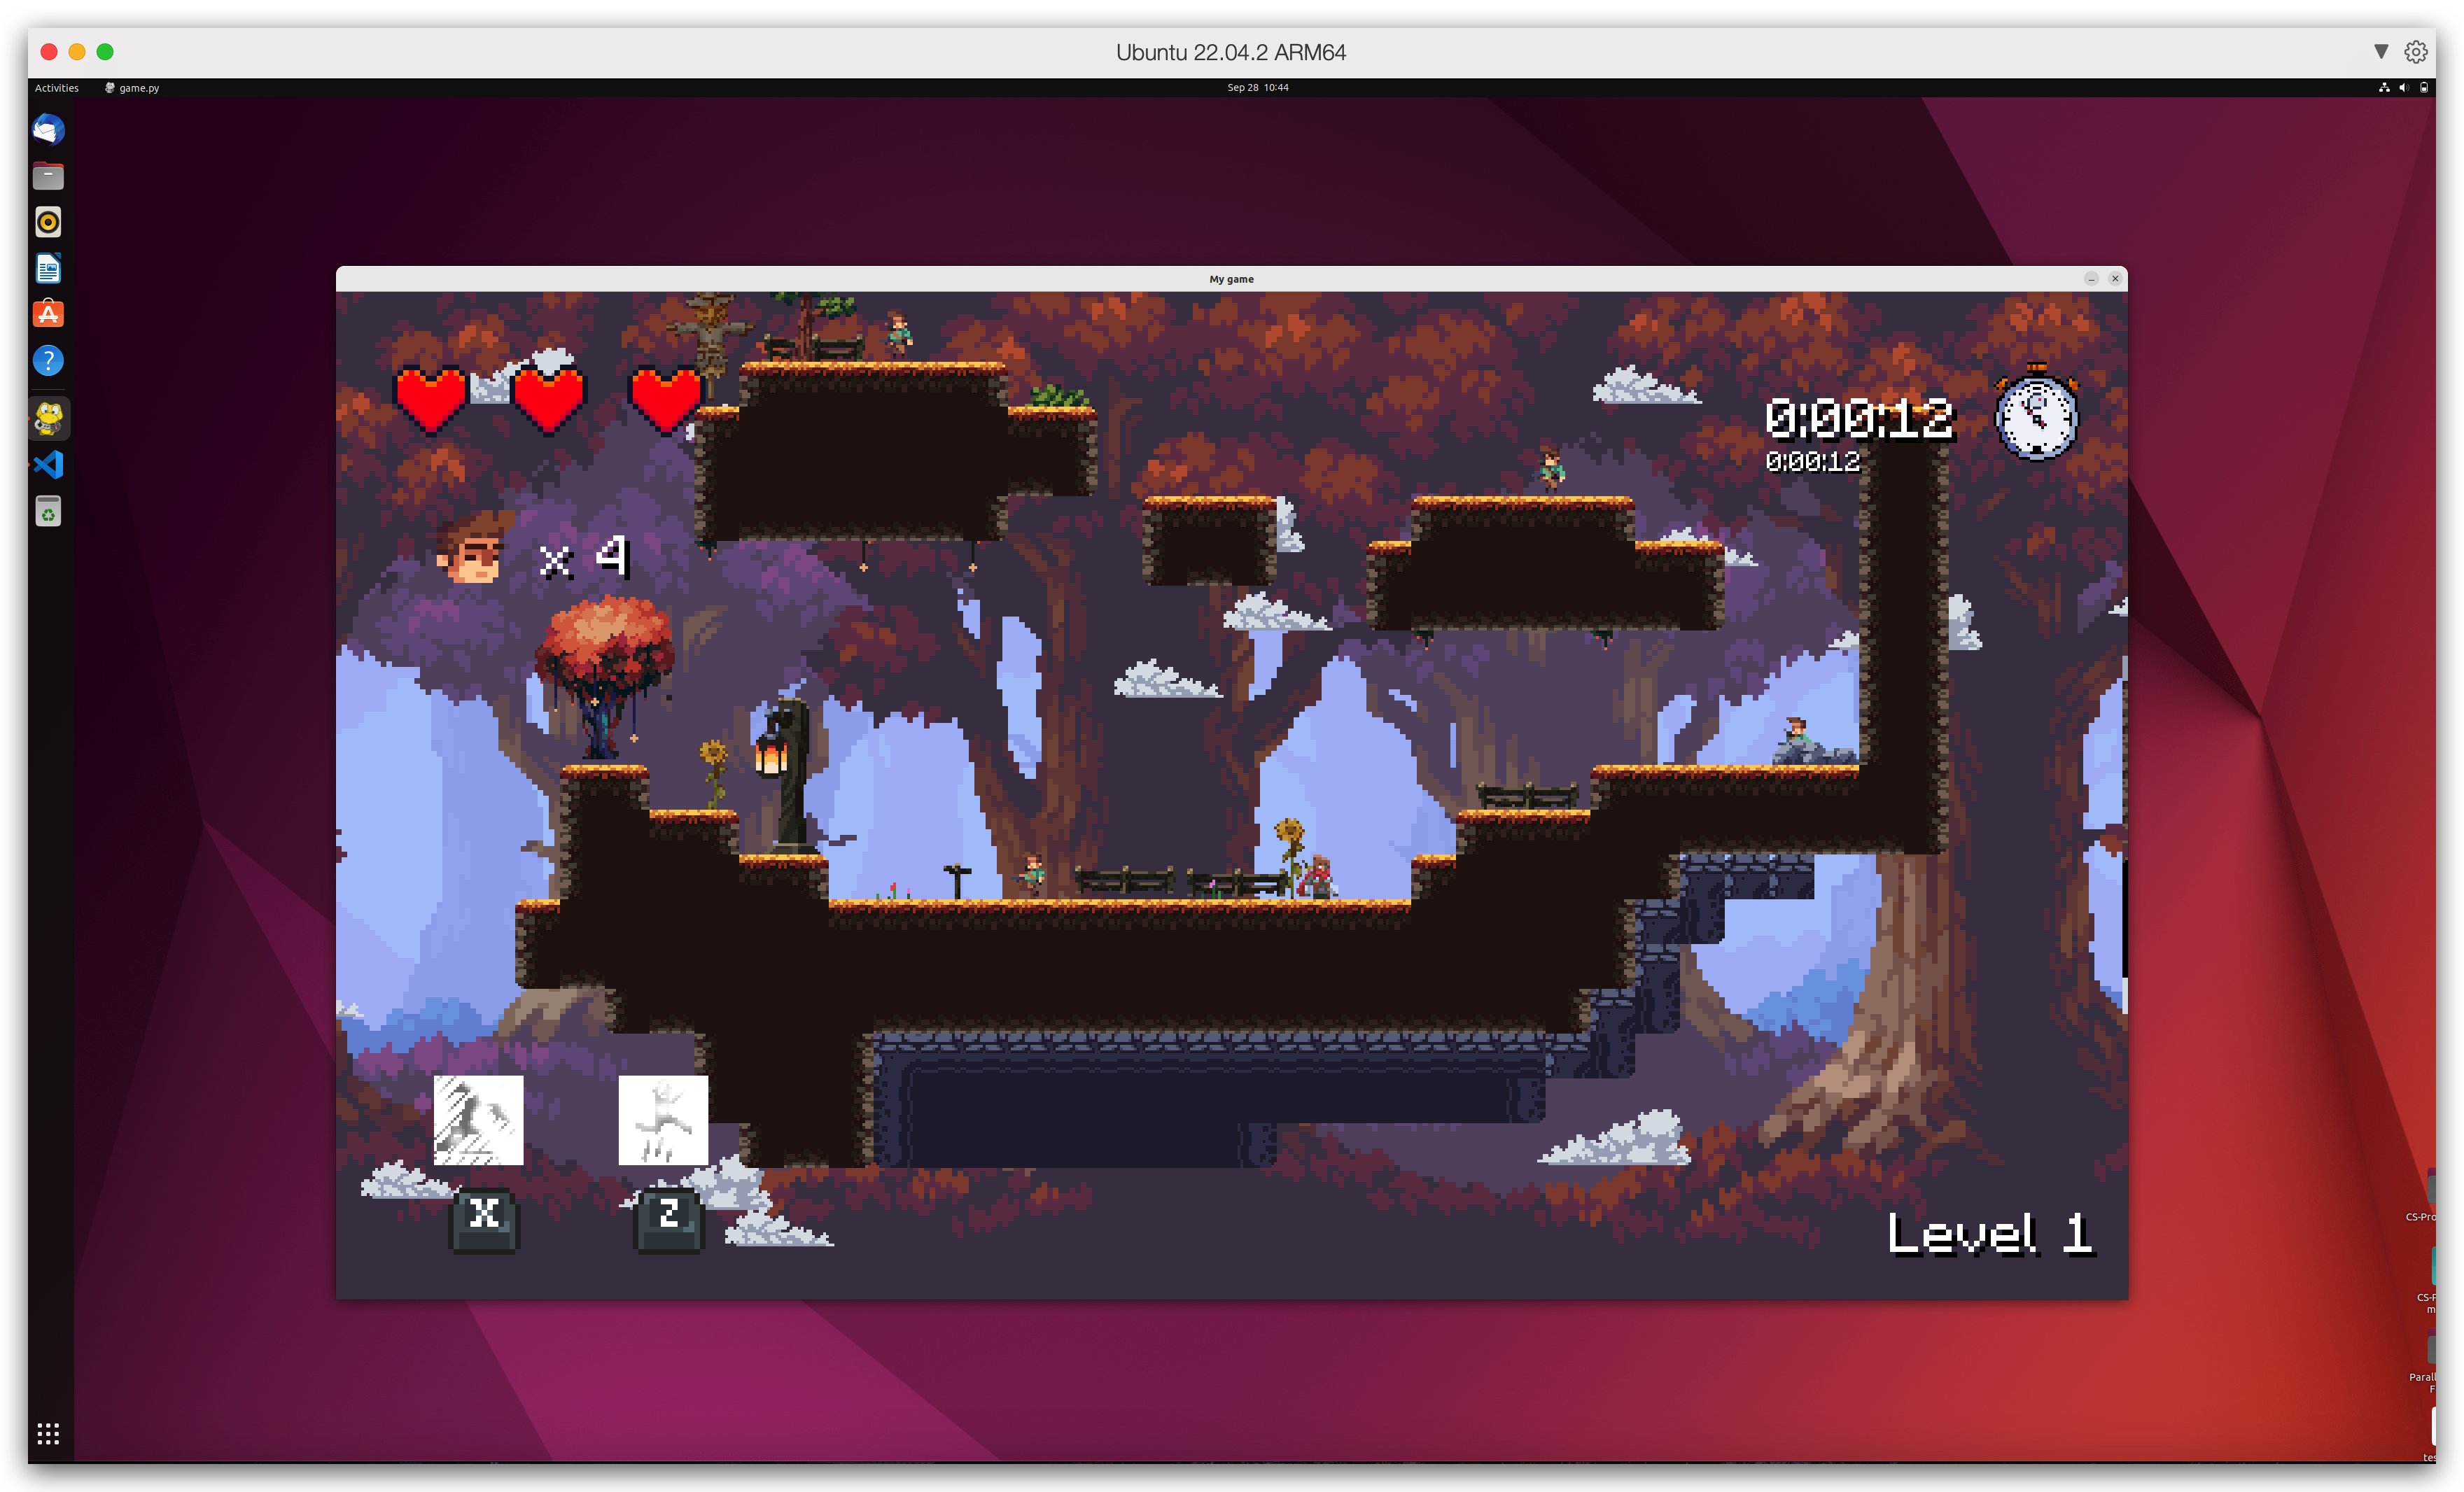 Ubuntu 22.04.2 ARM64
Activities
game.py
Sep 28 10:44
My game
0:00:12
0:00:12
x 4
X
Z
Level 1
CS-Pro
CS-F
m
Parall
F
tes